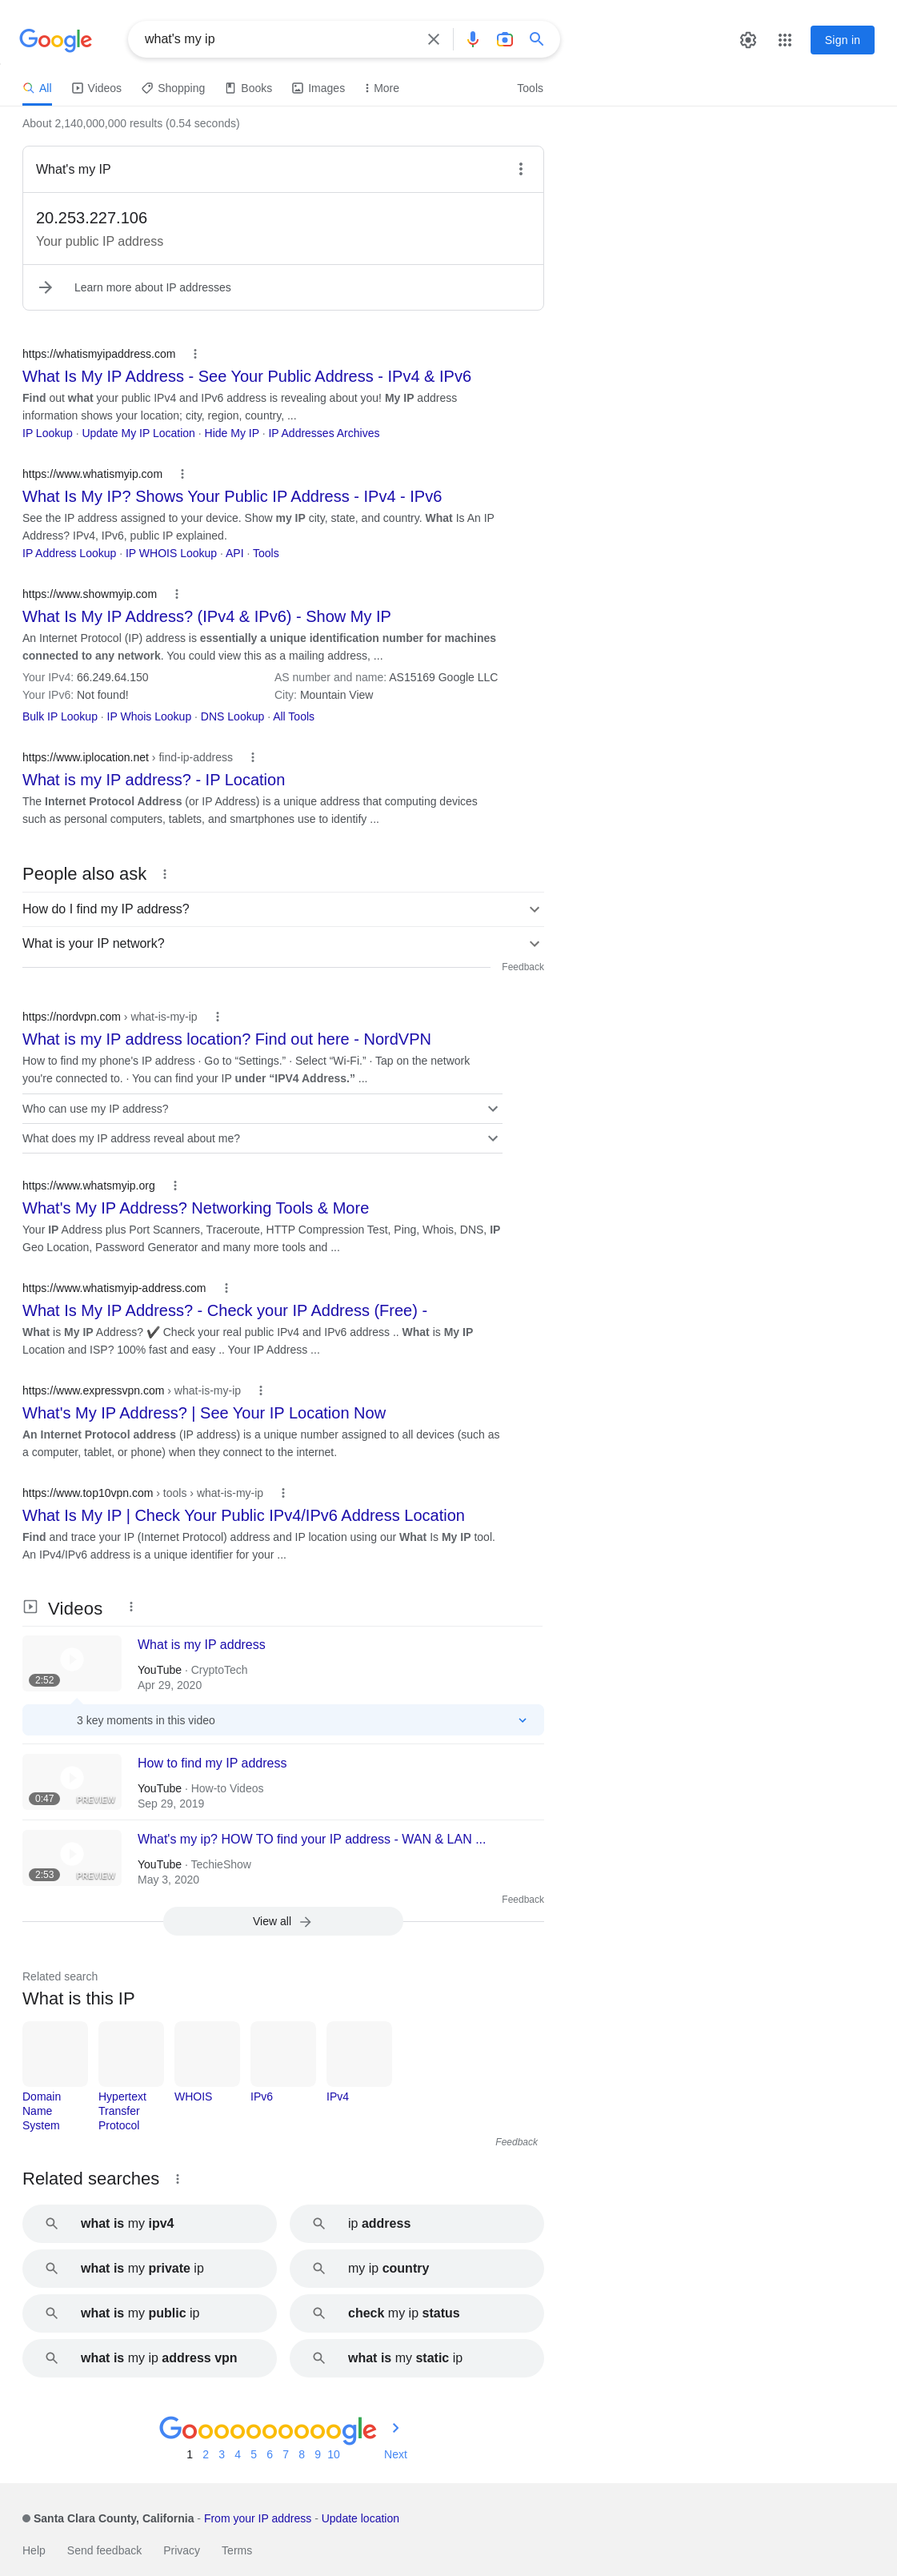 Google
what's my ip
Sign in
All
Videos
Shopping
Books
Images
More
Tools
About 2,140,000,000 results (0.54 seconds)
What's my IP
20.253.227.106
Your public IP address
Learn more about IP addresses
https://whatismyipaddress.com
What Is My IP Address - See Your Public Address - IPv4 & IPv6
Find out what your public IPv4 and IPv6 address is revealing about you! My IP address
information shows your location; city, region, country, ...
IP Lookup · Update My IP Location · Hide My IP · IP Addresses Archives
https://www.whatismyip.com
What Is My IP? Shows Your Public IP Address - IPv4 - IPv6
See the IP address assigned to your device. Show my IP city, state, and country. What Is An IP
Address? IPv4, IPv6, public IP explained.
IP Address Lookup · IP WHOIS Lookup · API · Tools
https://www.showmyip.com
What Is My IP Address? (IPv4 & IPv6) - Show My IP
An Internet Protocol (IP) address is essentially a unique identification number for machines
connected to any network. You could view this as a mailing address, ...
Your IPv4: 66.249.64.150
AS number and name: AS15169 Google LLC
Your IPv6: Not found!
City: Mountain View
Bulk IP Lookup · IP Whois Lookup · DNS Lookup · All Tools
https://www.iplocation.net › find-ip-address
What is my IP address? - IP Location
The Internet Protocol Address (or IP Address) is a unique address that computing devices
such as personal computers, tablets, and smartphones use to identify ...
People also ask
How do I find my IP address?
What is your IP network?
Feedback
https://nordvpn.com › what-is-my-ip
What is my IP address location? Find out here - NordVPN
How to find my phone's IP address · Go to “Settings.” · Select “Wi-Fi.” · Tap on the network
you're connected to. · You can find your IP under “IPV4 Address.” ...
Who can use my IP address?
What does my IP address reveal about me?
https://www.whatsmyip.org
What's My IP Address? Networking Tools & More
Your IP Address plus Port Scanners, Traceroute, HTTP Compression Test, Ping, Whois, DNS, IP
Geo Location, Password Generator and many more tools and ...
https://www.whatismyip-address.com
What Is My IP Address? - Check your IP Address (Free) -
What is My IP Address? ✔️ Check your real public IPv4 and IPv6 address .. What is My IP
Location and ISP? 100% fast and easy .. Your IP Address ...
https://www.expressvpn.com › what-is-my-ip
What's My IP Address? | See Your IP Location Now
An Internet Protocol address (IP address) is a unique number assigned to all devices (such as
a computer, tablet, or phone) when they connect to the internet.
https://www.top10vpn.com › tools › what-is-my-ip
What Is My IP | Check Your Public IPv4/IPv6 Address Location
Find and trace your IP (Internet Protocol) address and IP location using our What Is My IP tool.
An IPv4/IPv6 address is a unique identifier for your ...
Videos
What is my IP address
YouTube · CryptoTech
2:52
Apr 29, 2020
3 key moments in this video
How to find my IP address
YouTube · How-to Videos
0:47
PREVIEW
Sep 29, 2019
What's my ip? HOW TO find your IP address - WAN & LAN ...
YouTube · TechieShow
2:53
PREVIEW
May 3, 2020
Feedback
View all
Related search
What is this IP
Domain
Name
System
Hypertext
Transfer
Protocol
WHOIS
IPv6
IPv4
Feedback
Related searches
what is my ipv4
ip address
what is my private ip
my ip country
what is my public ip
check my ip status
what is my ip address vpn
what is my static ip
Goooooooooogle
1 2 3 4 5 6 7 8 9 10
Next
Santa Clara County, California - From your IP address - Update location
Help
Send feedback
Privacy
Terms